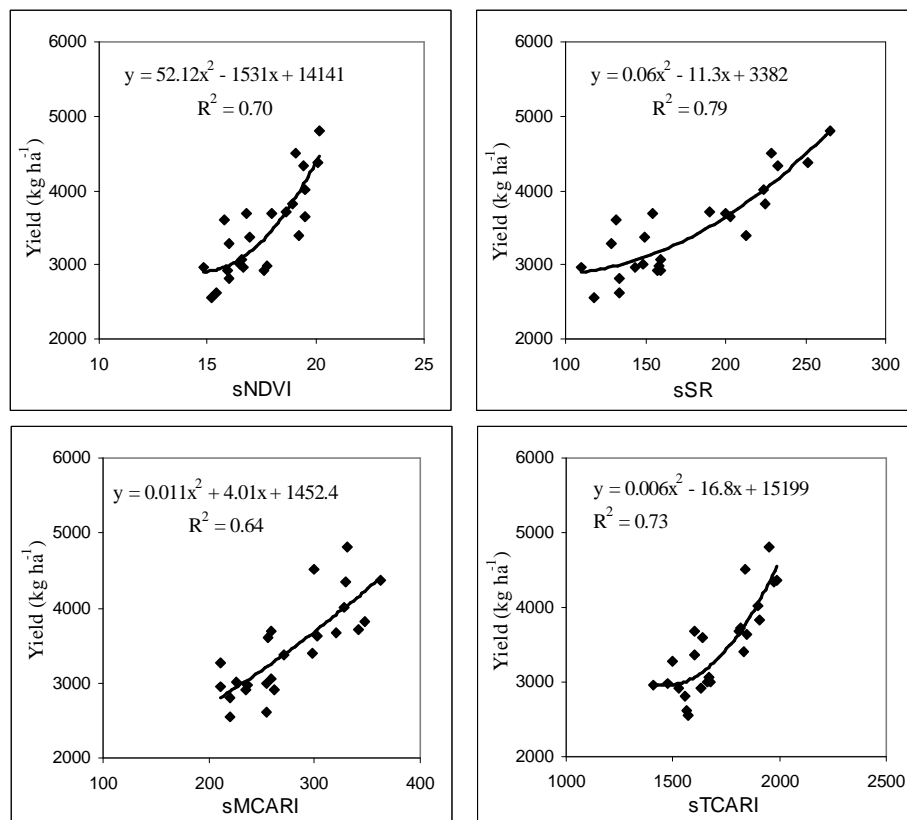 6000
5000
4000
3000
2000
Yield (kg ha⁻¹)
y = 52.12x² - 1531x + 14141
R² = 0.70
10 15 20 25
sNDVI
6000
5000
4000
3000
2000
Yield (kg ha⁻¹)
y = 0.06x² - 11.3x + 3382
R² = 0.79
100 150 200 250 300
sSR
6000
5000
4000
3000
2000
Yield (kg ha⁻¹)
y = 0.011x² + 4.01x + 1452.4
R² = 0.64
100 200 300 400
sMCARI
6000
5000
4000
3000
2000
Yield (kg ha⁻¹)
y = 0.006x² - 16.8x + 15199
R² = 0.73
1000 1500 2000 2500
sTCARI